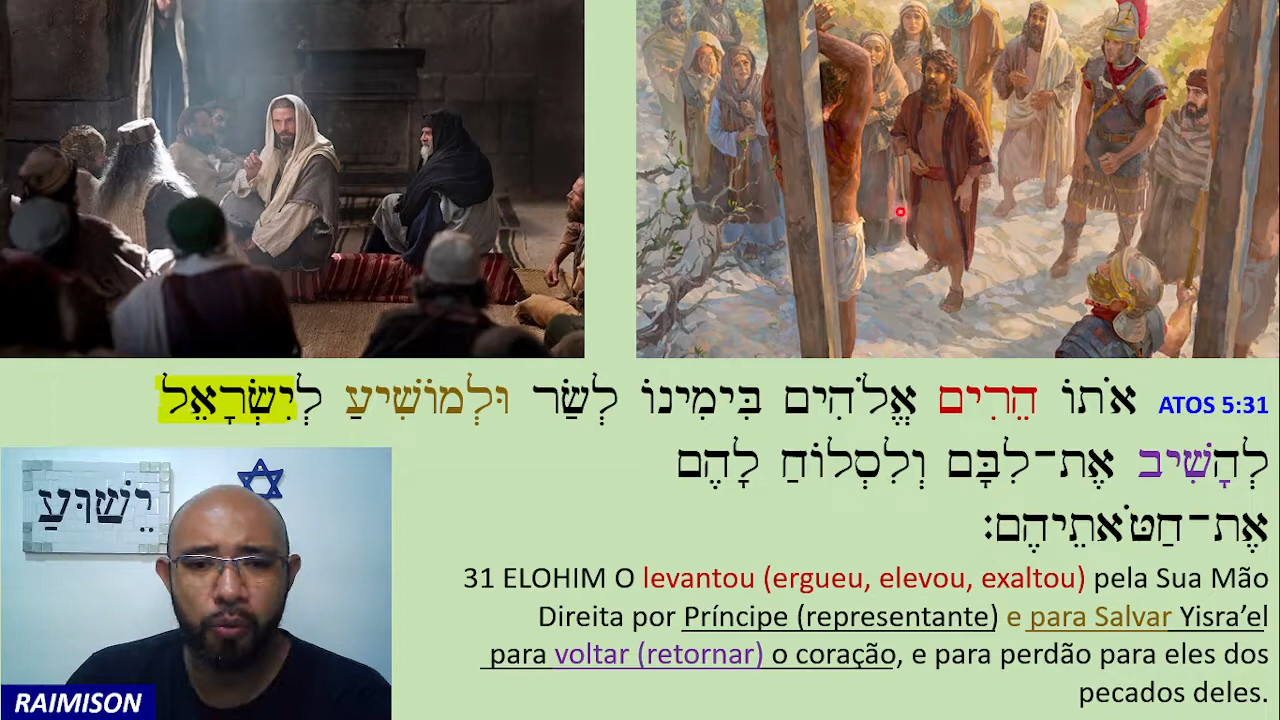 ATOS 5:31 אֹתוֹ הֵרִים אֱלֹהִים בִּימִינוֹ לְשַׂר וּלְמוֹשִׁיעַ לְיִשְׂרָאֵל
לְהָשִׁיב אֶת־לִבָּם וְלִסְלוֹחַ לָהֶם
אֶת־חַטֹּאתֵיהֶם׃
31 ELOHIM O levantou (ergueu, elevou, exaltou) pela Sua Mão
Direita por Príncipe (representante) e para Salvar Yisra’el
para voltar (retornar) o coração, e para perdão para eles dos
pecados deles.
יֵשׁוּעַ
RAIMISON